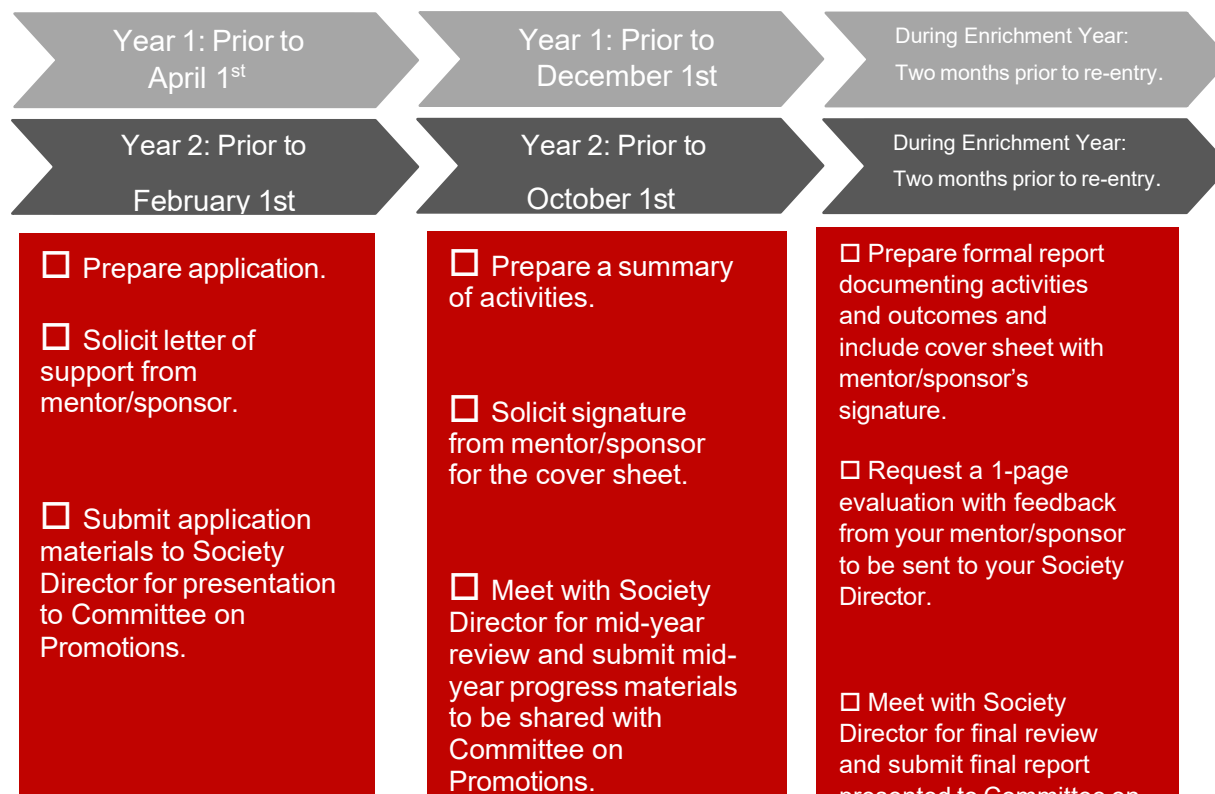 Year 1: Prior to
April 1st
Year 1: Prior to
December 1st
During Enrichment Year:
Two months prior to re-entry.
Year 2: Prior to
February 1st
Year 2: Prior to
October 1st
During Enrichment Year:
Two months prior to re-entry.
☐ Prepare application.
☐ Solicit letter of
support from
mentor/sponsor.
☐ Submit application
materials to Society
Director for presentation
to Committee on
Promotions.
☐ Prepare a summary
of activities.
☐ Solicit signature
from mentor/sponsor
for the cover sheet.
☐ Meet with Society
Director for mid-year
review and submit mid-
year progress materials
to be shared with
Committee on
Promotions.
☐ Prepare formal report
documenting activities
and outcomes and
include cover sheet with
mentor/sponsor’s
signature.
☐ Request a 1-page
evaluation with feedback
from your mentor/sponsor
to be sent to your Society
Director.
☐ Meet with Society
Director for final review
and submit final report
presented to Committee on